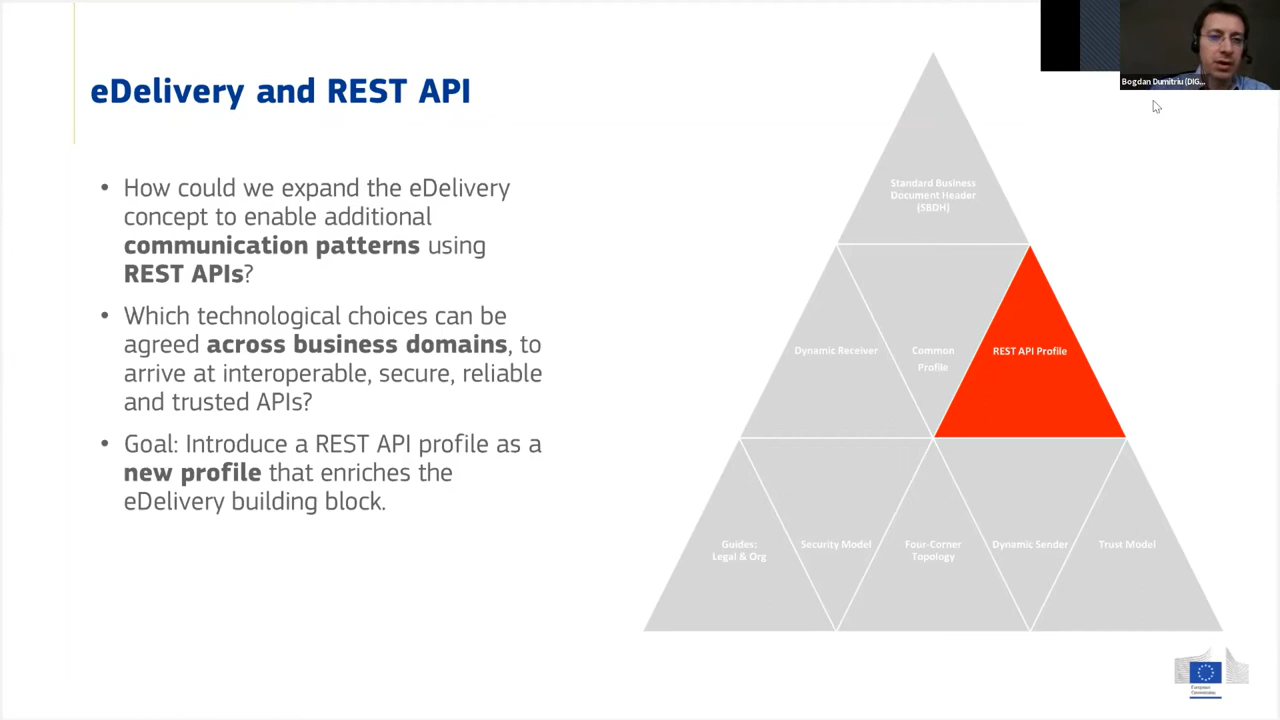 eDelivery and REST API
• How could we expand the eDelivery
concept to enable additional
communication patterns using
REST APIs?
• Which technological choices can be
agreed across business domains, to
arrive at interoperable, secure, reliable
and trusted APIs?
• Goal: Introduce a REST API profile as a
new profile that enriches the
eDelivery building block.
Bogdan Dumitriu (DIG...
Standard Business
Document Header
(SBDH)
Dynamic Receiver
Common
Profile
REST API Profile
Guides:
Legal & Org
Security Model
Four-Corner
Topology
Dynamic Sender
Trust Model
European
Commission